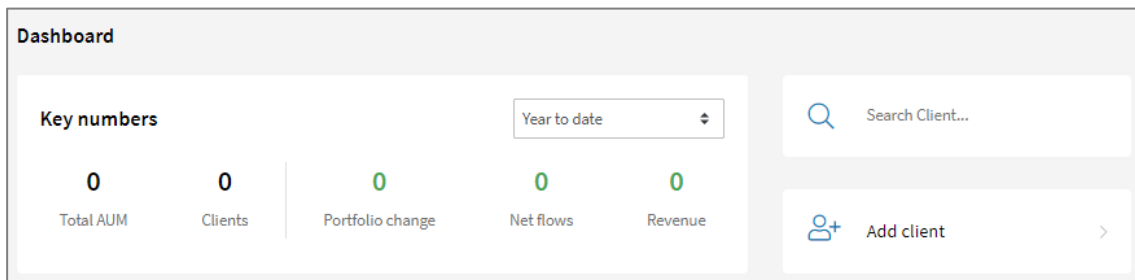 Dashboard
Key numbers
Year to date
0 0 0 0 0
Total AUM Clients Portfolio change Net flows Revenue
Search Client...
Add client